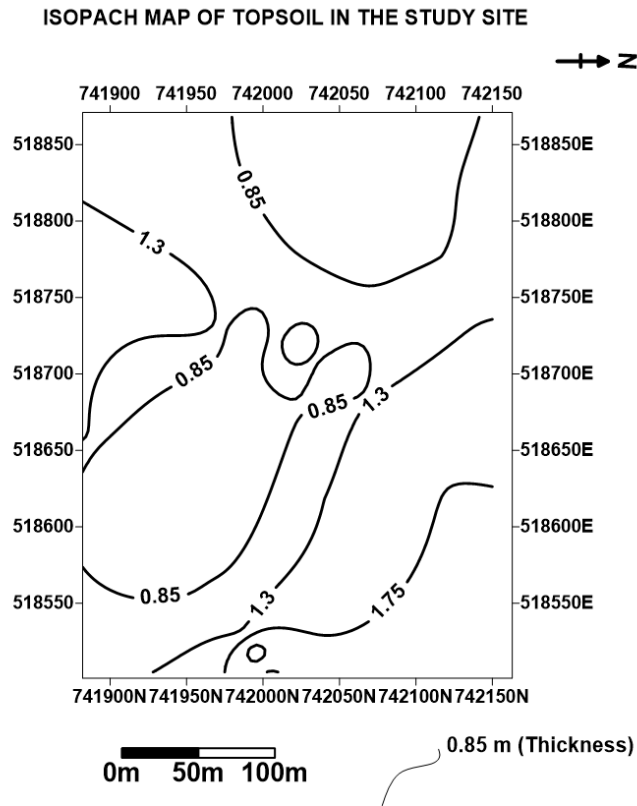 ISOPACH MAP OF TOPSOIL IN THE STUDY SITE
N
741900 741950 742000 742050 742100 742150
518850 518850E
0.85
518800 518800E
1.3
518750 518750E
518700 518700E
0.85
0.85
1.3
518650 518650E
518600 518600E
0.85
1.3
1.75
518550 518550E
741900N 741950N 742000N 742050N 742100N 742150N
0.85 m (Thickness)
0m 50m 100m